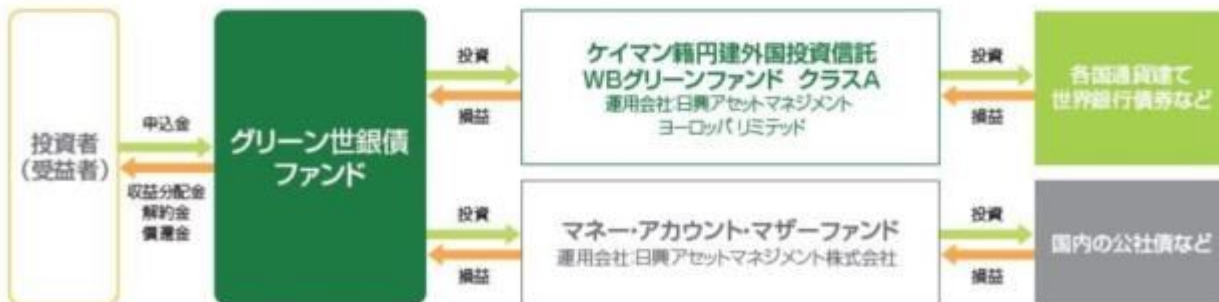 投資者
(受益者)
申込金
収益分配金
解約金
償還金
グリーン世銀債
ファンド
投資
損益
ケイマン籍円建外国投資信託
WBグリーンファンド クラスA
運用会社:日興アセットマネジメント
ヨーロッパ リミテッド
投資
損益
各国通貨建て
世界銀行債券など
投資
損益
マネー・アカウント・マザーファンド
運用会社:日興アセットマネジメント株式会社
投資
損益
国内の公社債など